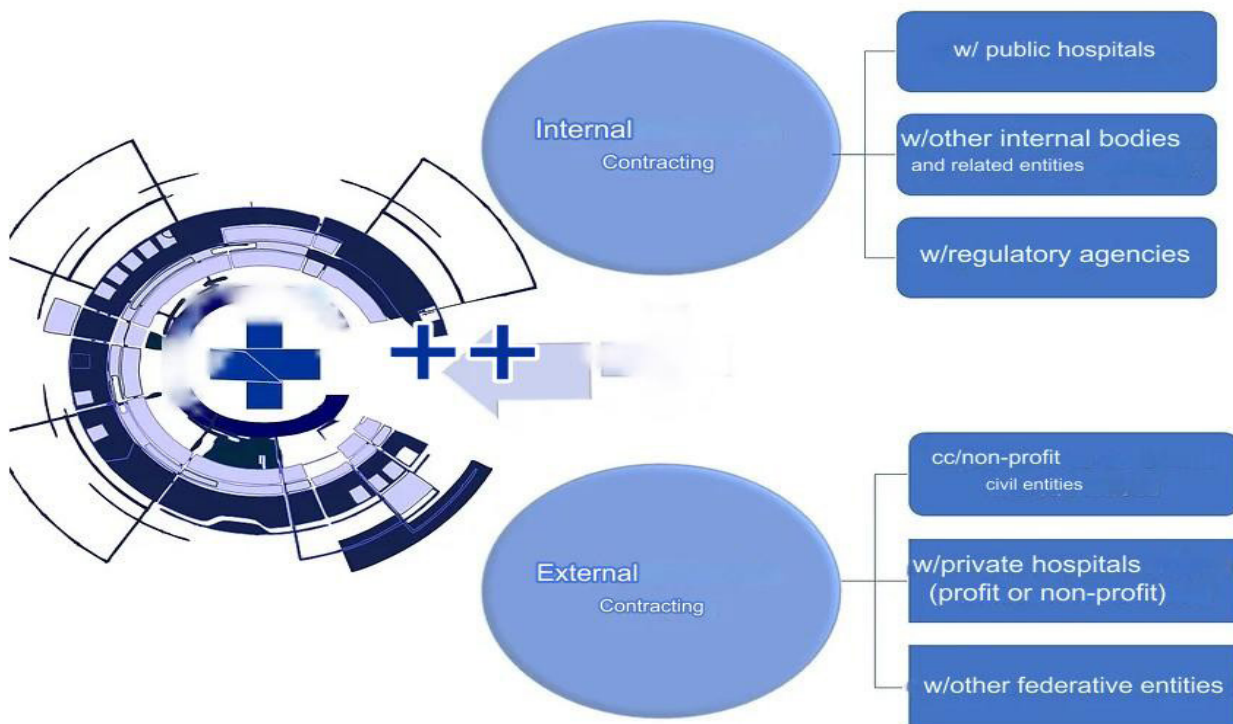 Internal
Contracting
w/ public hospitals
w/other internal bodies
and related entities
w/regulatory agencies
External
Contracting
cc/non-profit
civil entities
w/private hospitals
(profit or non-profit)
w/other federative entities